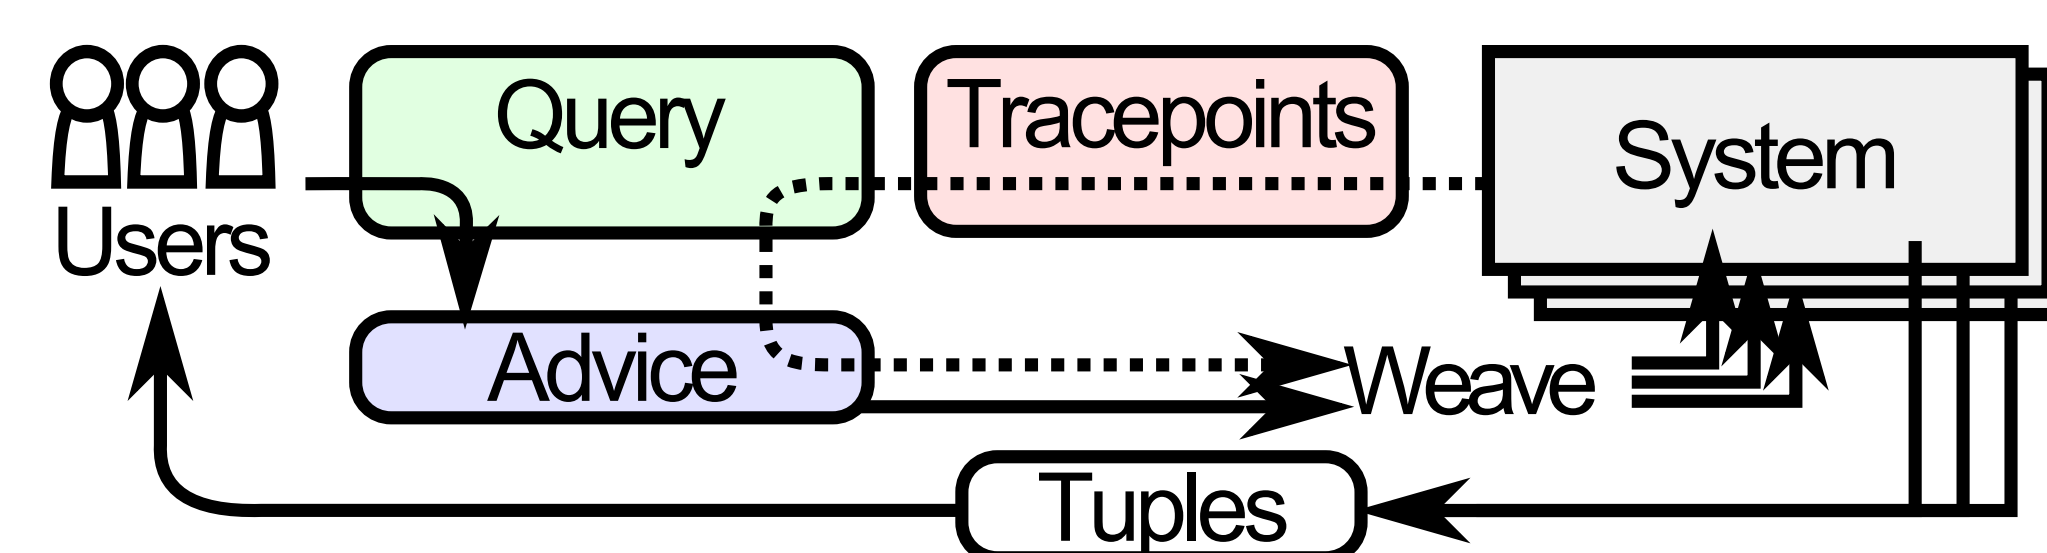 Query
Tracepoints
System
Users
Advice
Weave
Tuples